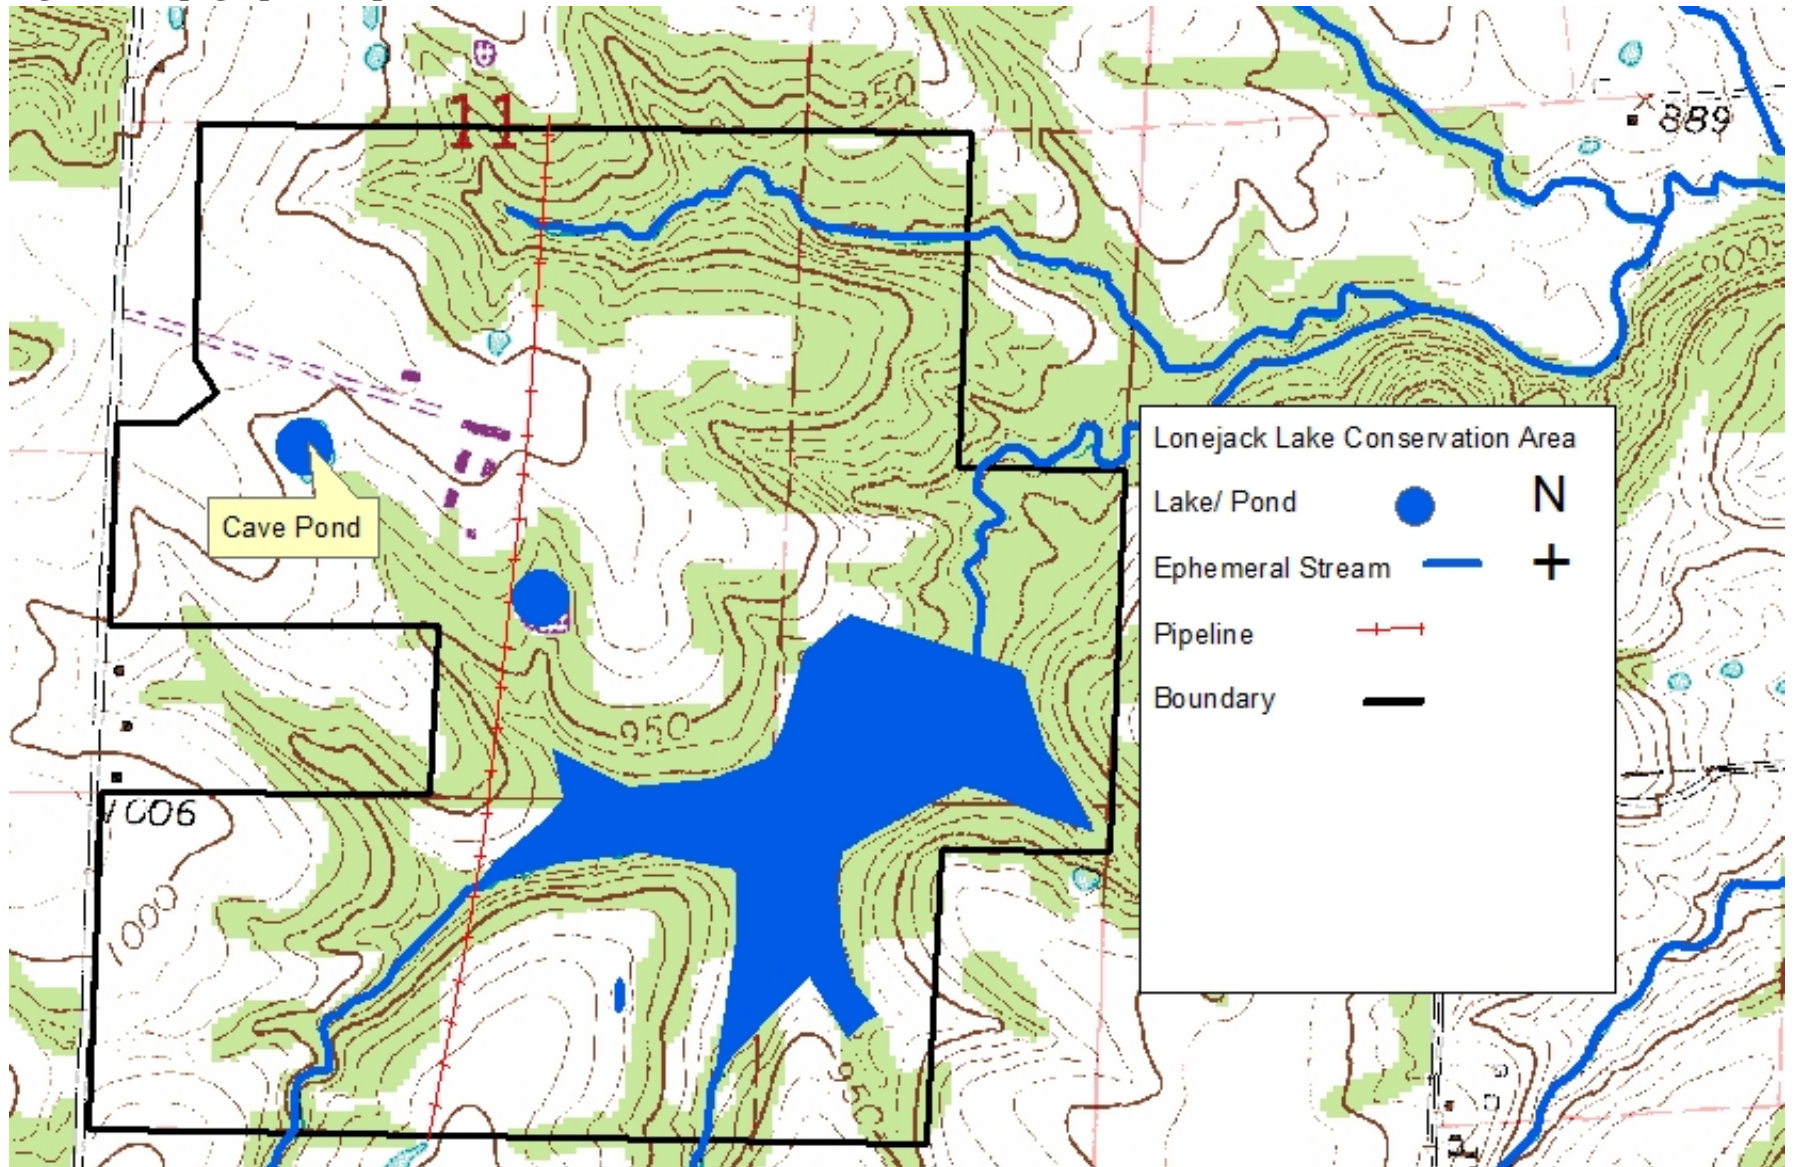 11
950
889
Lonejack Lake Conservation Area
Lake/ Pond
N
Cave Pond
Ephemeral Stream
+
Pipeline
Boundary
950
1006
1000
950